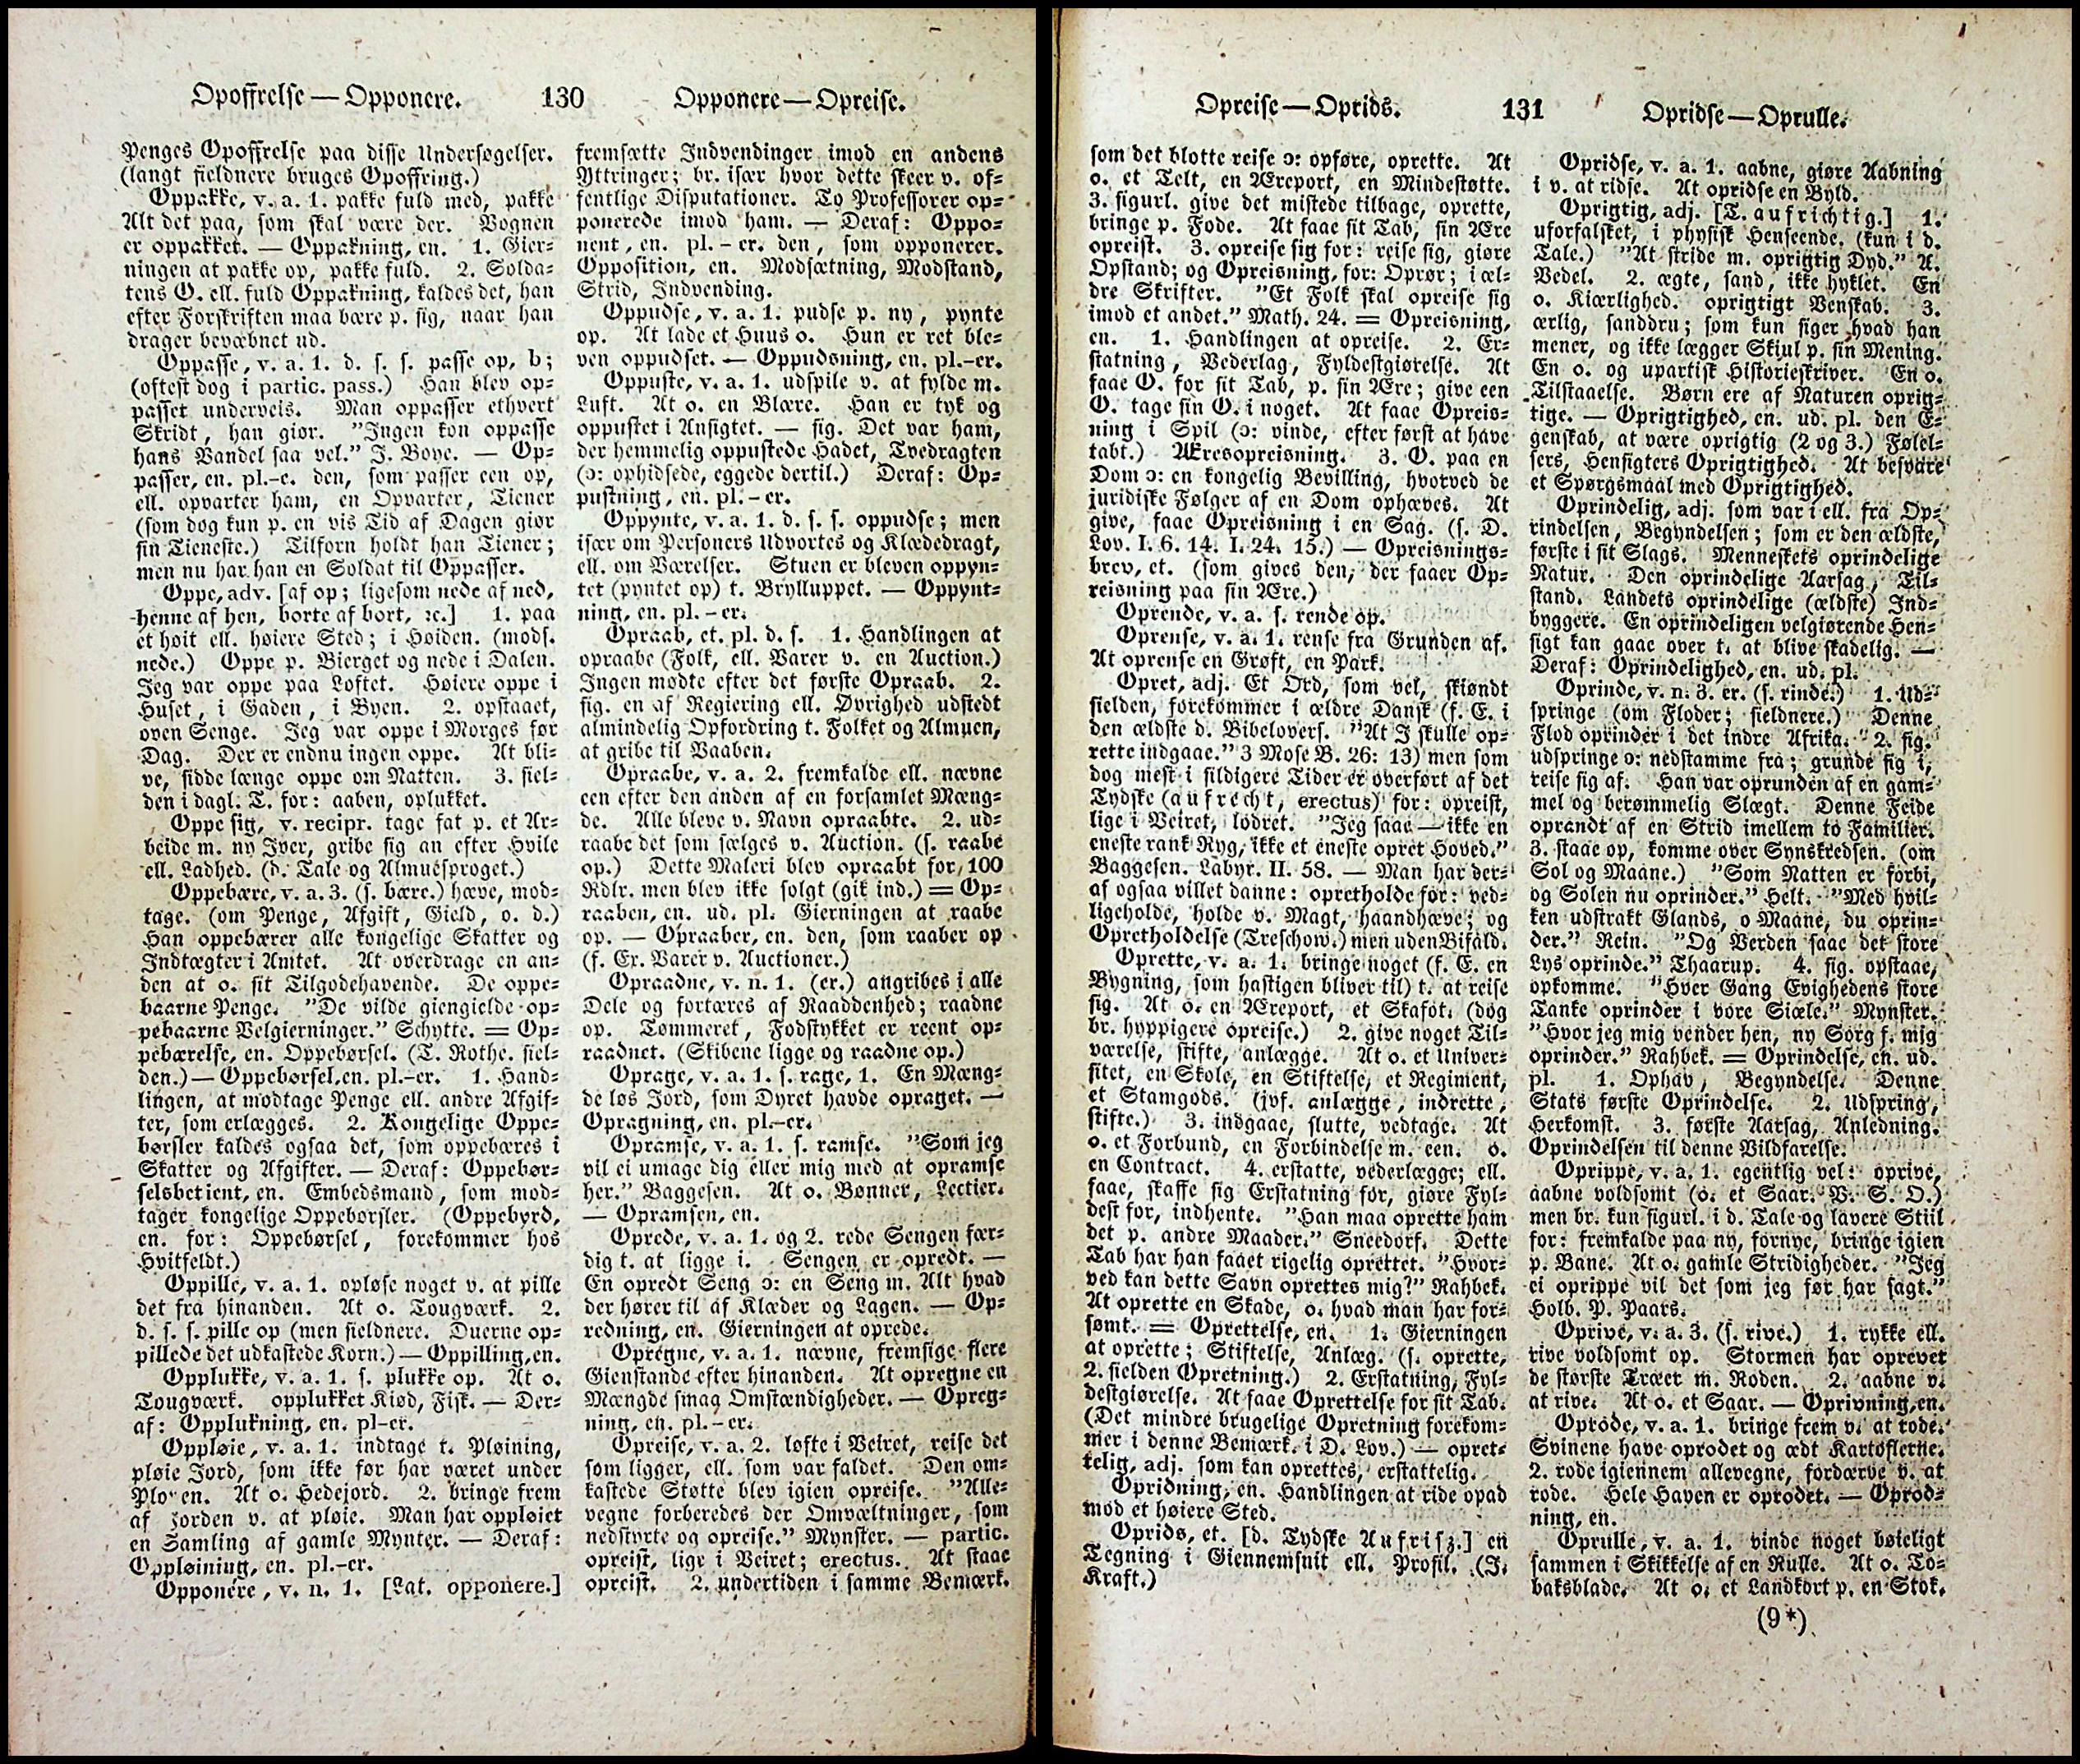 Opoffrelse — Opponere. 130 Opponere — Opreise.
Penges Opoffrelse paa disse Undersøgelser.
(langt sieldnere bruges Opoffring.)
Oppakke, v. a. 1. pakke fuld med, pakke
Alt det paa, som skal være der. Vognen
er oppakket. — Oppakning, en. 1. Gier-
ningen at pakke op, pakke fuld. 2. Solda-
tens O. ell. fuld Oppakning, kaldes det, han
efter Forskriften maa bære p. sig, naar han
drager bevæbnet ud.
Oppasse, v. a. 1. d. s. s. passe op, b;
(oftest dog i partic. pass.) Han blev op-
passet underveis. Man oppasser ethvert
Skridt, han giør. "Ingen kon oppasse
hans Vandel saa vel." J. Boye. — Op-
passer, en. pl.-e. den, som passer een op,
ell. opvarter ham, en Opvarter, Tiener
(som dog kun p. en vis Tid af Dagen giør
sin Tieneste.) Tilforn holdt han Tiener;
men nu har han en Soldat til Oppasser.
Oppe, adv. [af op; ligesom nede af ned,
henne af hen, borte af bort, ꝛc.] 1. paa
et høit ell. høiere Sted; i Høiden. (mods.
nede.) Oppe p. Bierget og nede i Dalen.
Jeg var oppe paa Loftet. Høiere oppe i
Huset, i Gaden, i Byen. 2. opstaaet,
oven Senge. Jeg var oppe i Morges før
Dag. Der er endnu ingen oppe. At bli-
ve, sidde længe oppe om Natten. 3. siel-
den i dagl. T. for: aaben, oplukket.
Oppe sig, v. recipr. tage fat p. et Ar-
beide m. ny Iver, gribe sig an efter Hvile
ell. Ladhed. (d. Tale og Almuesproget.)
Oppebære, v. a. 3. (s. bære.) hæve, mod-
tage. (om Penge, Afgift, Gield, o. d.)
Han oppebærer alle kongelige Skatter og
Indtægter i Amtet. At overdrage en an-
den at o. sit Tilgodehavende. De oppe-
baarne Penge. "De vilde giengielde op-
pebaarne Velgierninger." Schytte. = Op-
pebærelse, en. Oppebørsel. (T. Rothe. siel-
den.) — Oppebørsel, en. pl.-er. 1. Hand-
lingen, at modtage Penge ell. andre Afgif-
ter, som erlægges. 2. Kongelige Oppe-
børsler kaldes ogsaa det, som oppebæres i
Skatter og Afgifter. — Deraf: Oppebør-
selsbetient, en. Embedsmand, som mod-
tager kongelige Oppebørsler. (Oppebyrd,
en. for: Oppebørsel, forekommer hos
Hvitfeldt.)
Oppille, v. a. 1. opløse noget v. at pille
det fra hinanden. At o. Tougværk. 2.
d. s. s. pille op (men sieldnere. Duerne op-
pillede det udkastede Korn.) — Oppilling, en.
Opplukke, v. a. 1. s. plukke op. At o.
Tougværk. opplukket Kiød, Fisk. — Der-
af: Opplukning, en. pl-er.
Oppløie, v. a. 1. indtage t. Pløining,
pløie Jord, som ikke før har været under
Ploven. At o. Hedejord. 2. bringe frem
af Jorden v. at pløie. Man har oppløiet
en Samling af gamle Mynter. — Deraf:
Oppløining, en. pl.-er.
Opponere, v. n. 1. [Lat. opponere.]
fremsætte Indvendinger imod en andens
Yttringer; br. især hvor dette skeer v. of-
fentlige Disputationer. To Professorer op-
ponerede imod ham. — Deraf: Oppo-
nent, en. pl. - er. den, som opponerer.
Opposition, en. Modsætning, Modstand,
Strid, Indvending.
Oppudse, v. a. 1. pudse p. ny, pynte
op. At lade et Huus o. Hun er ret ble-
ven oppudset. — Oppudsning, en. pl.-er.
Oppuste, v. a. 1. udspile v. at fylde m.
Luft. At o. en Blære. Han er tyk og
oppustet i Ansigtet. — fig. Det var ham,
der hemmelig oppustede Hadet, Tvedragten
(ɔ: ophidsede, eggede dertil.) Deraf: Op-
pustning, en. pl. - er.
Oppynte, v. a. 1. d. s. s. oppudse; men
især om Personers Udvortes og Klædedragt,
ell. om Værelser. Stuen er bleven oppyn-
tet (pyntet op) t. Brylluppet. — Oppynt-
ning, en. pl. - er.
Opraab, et. pl. d. s. 1. Handlingen at
opraabe (Folk, ell. Varer v. en Auction.)
Ingen mødte efter det første Opraab. 2.
fig. en af Regiering ell. Øvrighed udstedt
almindelig Opfordring t. Folket og Almuen,
at gribe til Vaaben.
Opraabe, v. a. 2. fremkalde ell. nævne
een efter den anden af en forsamlet Mæng-
de. Alle bleve v. Navn opraabte. 2. ud-
raabe det som sælges v. Auction. (s. raabe
op.) Dette Maleri blev opraabt for 100
Rdlr. men blev ikke solgt (gik ind.) = Op-
raaben, en. ud. pl. Gierningen at raabe
op. — Opraaber, en. den, som raaber op
(f. Ex. Varer v. Auctioner.)
Opraadne, v. n. 1. (er.) angribes i alle
Dele og fortæres af Raaddenhed; raadne
op. Tømmeret, Fodstykket er reent op-
raadnet. (Skibene ligge og raadne op.)
Oprage, v. a. 1. s. rage, 1. En Mæng-
de løs Jord, som Dyret havde opraget. —
Opragning, en. pl.-er.
Opramse, v. a. 1. s. ramse. "Som jeg
vil ei umage dig eller mig med at opramse
her." Baggesen. At o. Bønner, Lectier.
— Opramsen, en.
Oprede, v. a. 1. og 2. rede Sengen fær-
dig t. at ligge i. Sengen er opredt. —
En opredt Seng ɔ: en Seng m. Alt hvad
der hører til af Klæder og Lagen. — Op-
redning, en. Gierningen at oprede.
Opregne, v. a. 1. nævne, fremsige flere
Gienstande efter hinanden. At opregne en
Mængde smaa Omstændigheder. — Opreg-
ning, en. pl. - er.
Opreise, v. a. 2. løfte i Veiret, reise det
som ligger, ell. som var faldet. Den om-
kastede Støtte blev igien opreise. "Alle-
vegne forberedes der Omvæltninger, som
nedstyrte og opreise." Mynster. — partic.
opreist, lige i Veiret; erectus. At staae
opreist. 2. undertiden i samme Bemærk.
Opreise — Oprids. 131 Opridse — Oprulle.
som det blotte reise ɔ: opføre, oprette. At
o. et Telt, en Æreport, en Mindestøtte.
3. figurl. give det mistede tilbage, oprette,
bringe p. Fode. At faae sit Tab, sin Ære
opreist. 3. opreise sig for: reise sig, giøre
Opstand; og Opreisning, for: Oprør; i æl-
dre Skrifter. "Et Folk skal opreise sig
imod et andet." Math. 24. = Opreisning,
en. 1. Handlingen at opreise. 2. Er-
statning, Vederlag, Fyldestgiørelse. At
faae O. for sit Tab, p. sin Ære; give een
O. tage sin O. i noget. At faae Opreis-
ning i Spil (ɔ: vinde, efter først at have
tabt.) Æresopreisning. 3. O. paa en
Dom ɔ: en kongelig Bevilling, hvorved de
juridiske Følger af en Dom ophæves. At
give, faae Opreisning i en Sag. (s. D.
Lov. I. 6. 14. I. 24. 15.) — Opreisnings-
brev, et. (som gives den, der faaer Op-
reisning paa sin Ære.)
Oprende, v. a. s. rende op.
Oprense, v. a. 1. rense fra Grunden af.
At oprense en Grøft, en Park.
Opret, adj. Et Ord, som vel, skiøndt
sielden, forekommer i ældre Dansk (f. E. i
den ældste d. Bibelovers. "At I skulle op-
rette indgaae." 3 Mose B. 26: 13) men som
dog mest i sildigere Tider er overført af det
Tydske (aufrecht, erectus) for: opreist,
lige i Veiret, lodret. "Jeg saae — ikke en
eneste rank Ryg, ikke et eneste opret Hoved."
Baggesen. Labyr. II. 58. — Man har der-
af ogsaa villet danne: opretholde for: ved-
ligeholde, holde v. Magt, haandhæve; og
Opretholdelse (Treschow.) men uden Bifald.
Oprette, v. a. 1. bringe noget (f. E. en
Bygning, som hastigen bliver til) t. at reise
sig. At o. en Æreport, et Skafot. (dog
br. hyppigere opreise.) 2. give noget Til-
værelse, stifte, anlægge. At o. et Univer-
sitet, en Skole, en Stiftelse, et Regiment,
et Stamgods. (jvf. anlægge, indrette,
stifte.) 3. indgaae, slutte, vedtage. At
o. et Forbund, en Forbindelse m. een. o.
en Contract. 4. erstatte, vederlægge; ell.
faae, skaffe sig Erstatning for, giøre Fyl-
dest for, indhente. "Han maa oprette ham
det p. andre Maader." Sneedorf. Dette
Tab har han faaet rigelig oprettet. "Hvor-
ved kan dette Savn oprettes mig?" Rahbek.
At oprette en Skade, o. hvad man har for-
sømt. = Oprettelse, en. 1. Gierningen
at oprette; Stiftelse, Anlæg. (s. oprette,
2. sielden Opretning.) 2. Erstatning, Fyl-
destgiørelse. At faae Oprettelse for sit Tab.
(Det mindre brugelige Opretning forekom-
mer i denne Bemærk. i D. Lov.) — opret-
telig, adj. som kan oprettes, erstattelig.
Opridning, en. Handlingen at ride opad
mod et høiere Sted.
Oprids, et. [d. Tydske Aufrisz.] en
Tegning i Giennemsnit ell. Profil. (J.
Kraft.)
Opridse, v. a. 1. aabne, giøre Aabning
i v. at ridse. At opridse en Byld.
Oprigtig, adj. [T. aufrichtig.] 1.
uforfalsket, i physisk Henseende. (kun i d.
Tale.) "At stride m. oprigtig Dyd." A.
Vedel. 2. ægte, sand, ikke hyklet. En
o. Kiærlighed. oprigtigt Venskab. 3.
ærlig, sanddru; som kun siger hvad han
mener, og ikke lægger Skiul p. sin Mening.
En o. og upartisk Historieskriver. En o.
Tilstaaelse. Børn ere af Naturen oprig-
tige. — Oprigtighed, en. ud. pl. den E-
genskab, at være oprigtig (2 og 3.) Følel-
sers, Hensigters Oprigtighed. At besvare
et Spørgsmaal med Oprigtighed.
Oprindelig, adj. som var i ell. fra Op-
rindelsen, Begyndelsen; som er den ældste,
første i sit Slags. Menneskets oprindelige
Natur. Den oprindelige Aarsag, Til-
stand. Landets oprindelige (ældste) Ind-
byggere. En oprindeligen velgiørende Hen-
sigt kan gaae over t. at blive skadelig. —
Deraf: Oprindelighed, en. ud. pl.
Oprinde, v. n. 3. er. (s. rinde.) 1. Ud-
springe (om Floder; sieldnere.) Denne
Flod oprinder i det indre Afrika. 2. fig.
udspringe ɔ: nedstamme fra; grunde sig i,
reise sig af. Han var oprunden af en gam-
mel og berømmelig Slægt. Denne Feide
oprandt af en Strid imellem to Familier.
3. staae op, komme over Synskredsen. (om
Sol og Maane.) "Som Natten er forbi,
og Solen nu oprinder." Helt. "Med hvil-
ken udstrakt Glands, o Maane, du oprin-
der." Rein. "Og Verden saae det store
Lys oprinde." Thaarup. 4. fig. opstaae,
opkomme. "Hver Gang Evighedens store
Tanke oprinder i vore Siæle." Mynster.
"Hvor jeg mig vender hen, ny Sorg f. mig
oprinder." Rahbek. = Oprindelse, en. ud.
pl. 1. Ophav, Begyndelse. Denne
Stats første Oprindelse. 2. Udspring,
Herkomst. 3. første Aarsag, Anledning.
Oprindelsen til denne Vildfarelse.
Oprippe, v. a. 1. egentlig vel: oprive,
aabne voldsomt (o. et Saar. V. S. O.)
men br. kun figurl. i d. Tale og lavere Stiil
for: fremkalde paa ny, fornye, bringe igien
p. Bane. At o. gamle Stridigheder. "Jeg
ei oprippe vil det som jeg før har sagt."
Holb. P. Paars.
Oprive, v. a. 3. (s. rive.) 1. rykke ell.
rive voldsomt op. Stormen har oprevet
de største Træer m. Roden. 2. aabne v.
at rive. At o. et Saar. — Oprivning, en.
Oprode, v. a. 1. bringe frem v. at rode.
Svinene have oprodet og ædt Kartoflerne.
2. rode igiennem allevegne, fordærve v. at
rode. Hele Haven er oprodet. — Oprod-
ning, en.
Oprulle, v. a. 1. vinde noget bøieligt
sammen i Skikkelse af en Rulle. At o. To-
baksblade. At o. et Landkort p. en Stok.
(9*)